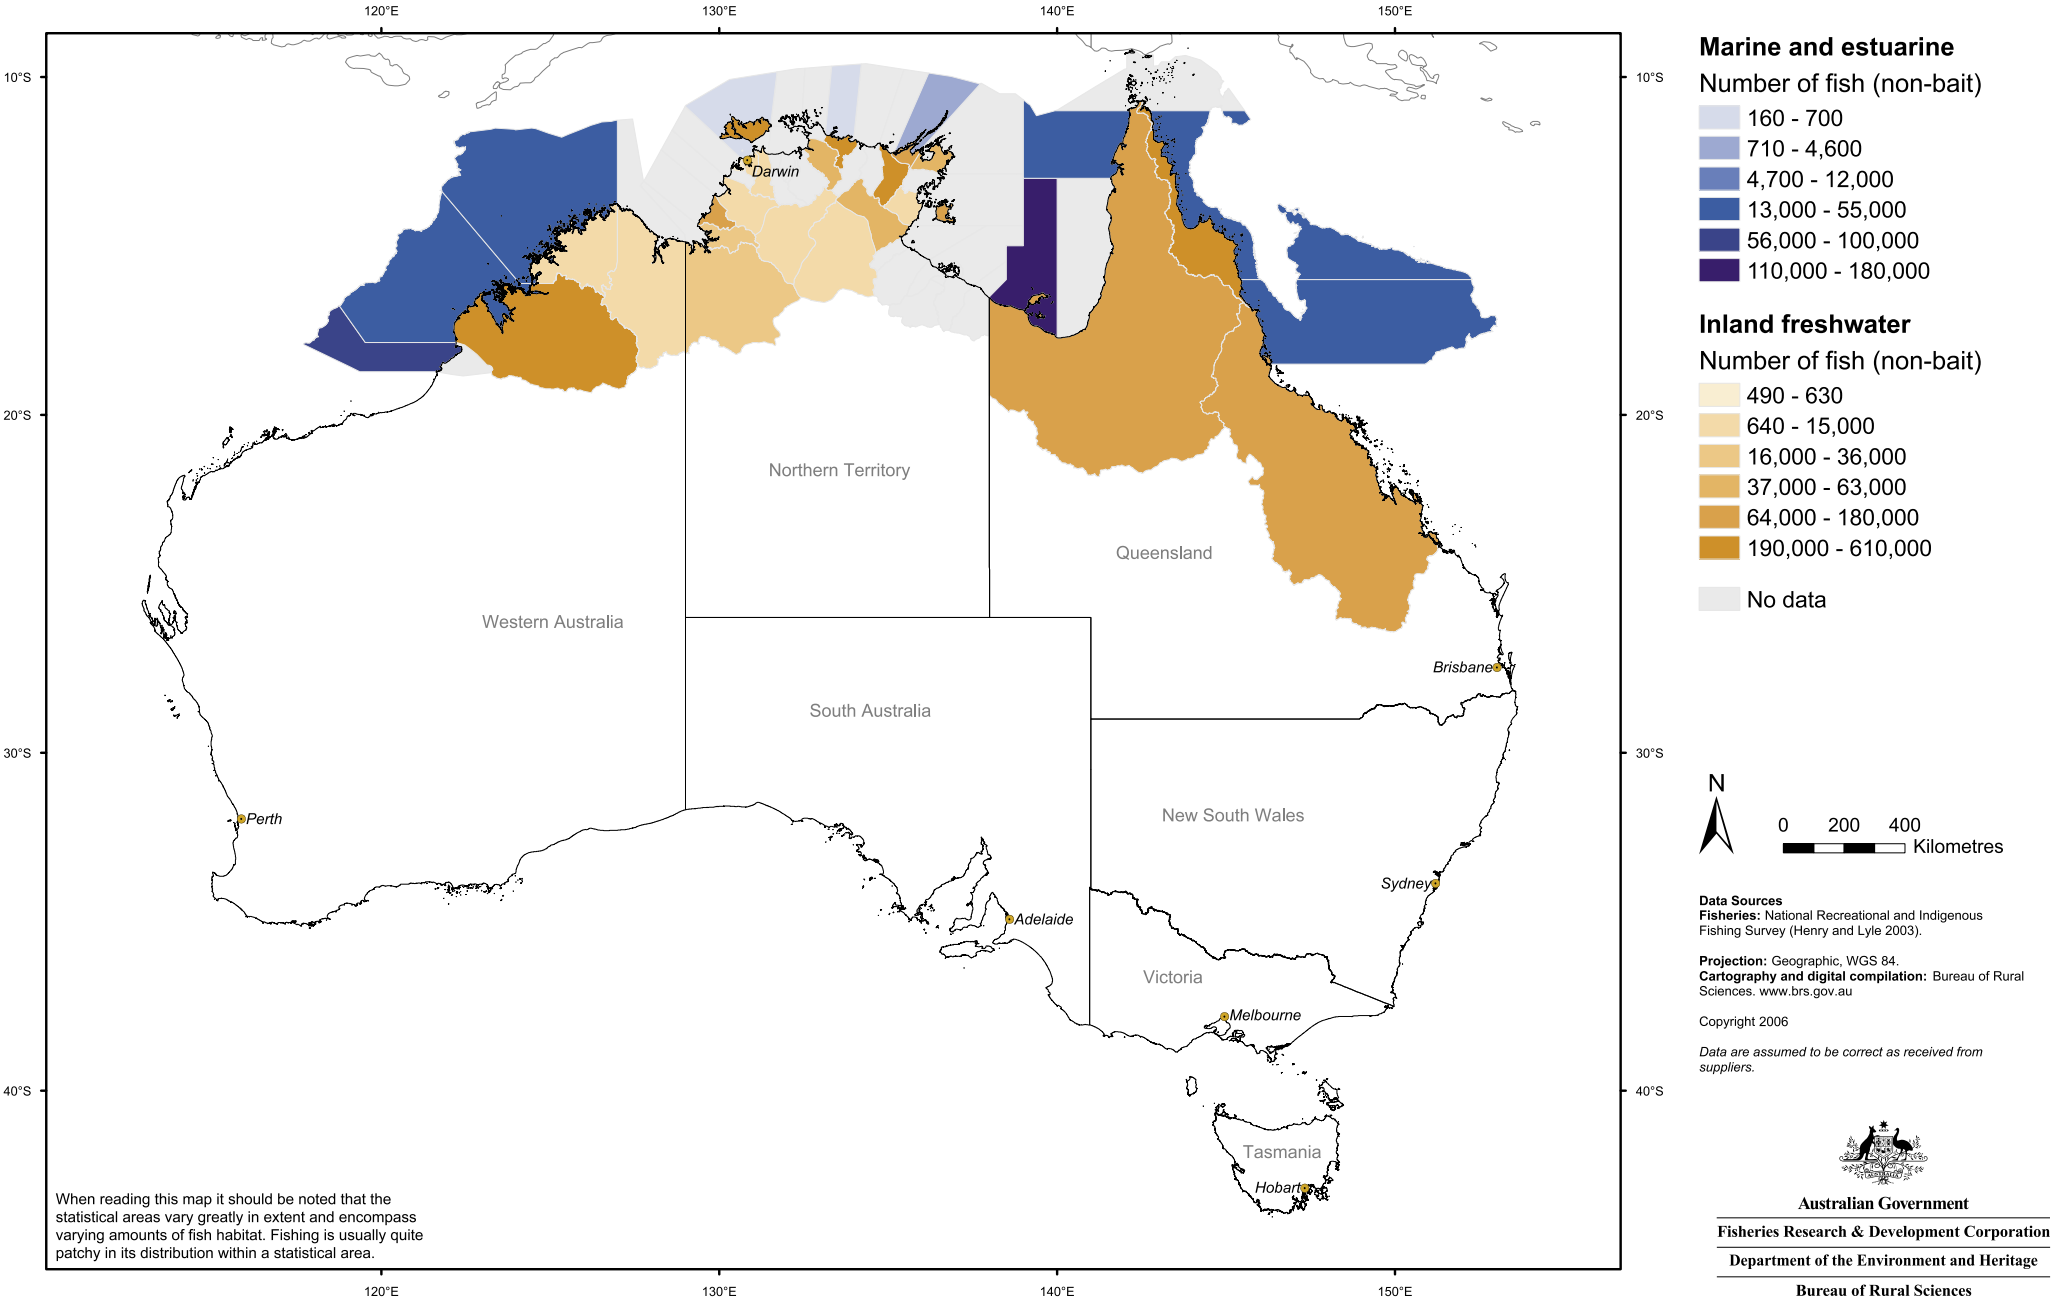 120°E
130°E
140°E
150°E
10°S
10°S
20°S
20°S
30°S
30°S
40°S
40°S
120°E
130°E
140°E
150°E
Darwin
Northern Territory
Queensland
Western Australia
Brisbane
South Australia
New South Wales
Perth
Sydney
Adelaide
Victoria
Melbourne
Tasmania
Hobart
When reading this map it should be noted that the
statistical areas vary greatly in extent and encompass
varying amounts of fish habitat. Fishing is usually quite
patchy in its distribution within a statistical area.
Marine and estuarine
Number of fish (non-bait)
160 - 700
710 - 4,600
4,700 - 12,000
13,000 - 55,000
56,000 - 100,000
110,000 - 180,000
Inland freshwater
Number of fish (non-bait)
490 - 630
640 - 15,000
16,000 - 36,000
37,000 - 63,000
64,000 - 180,000
190,000 - 610,000
No data
N
0 200 400
Kilometres
Data Sources
Fisheries: National Recreational and Indigenous
Fishing Survey (Henry and Lyle 2003).
Projection: Geographic, WGS 84.
Cartography and digital compilation: Bureau of Rural
Sciences. www.brs.gov.au
Copyright 2006
Data are assumed to be correct as received from
suppliers.
AUSTRALIA
Australian Government
Fisheries Research & Development Corporation
Department of the Environment and Heritage
Bureau of Rural Sciences